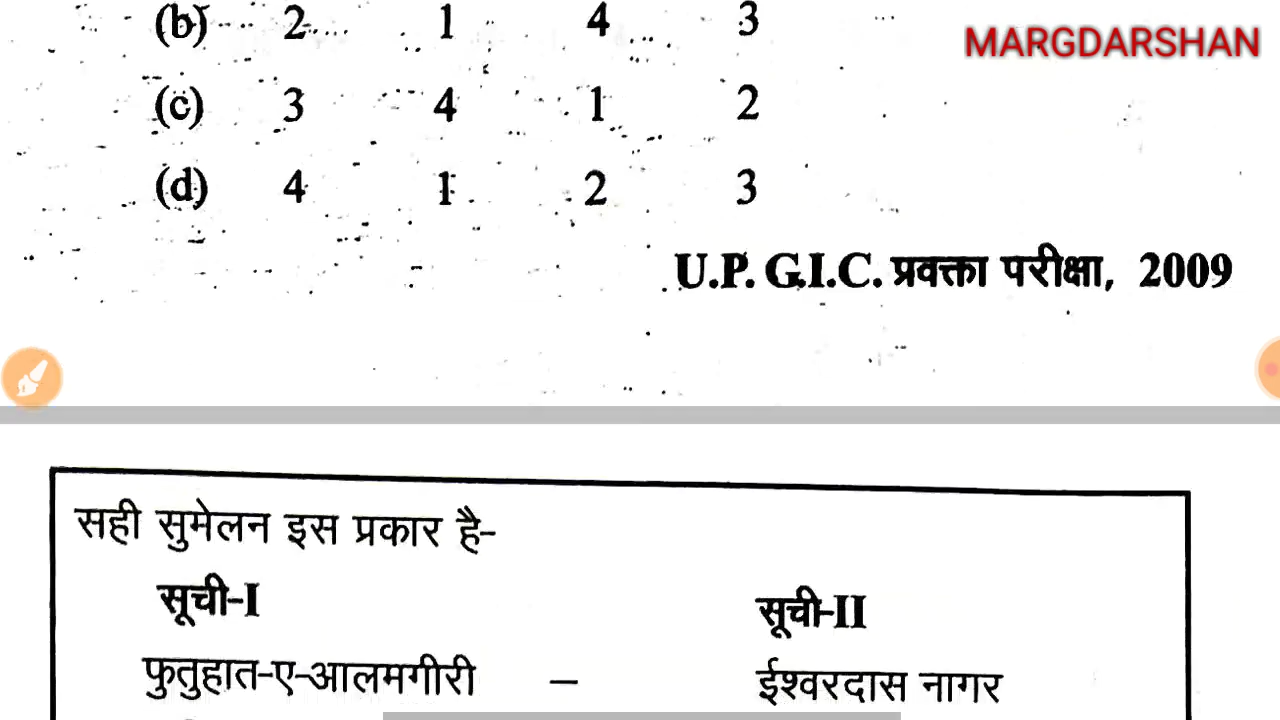 MARGDARSHAN
(b) 2 1 4 3
(c) 3 4 1 2
(d) 4 1 2 3
U.P. G.I.C. प्रवक्ता परीक्षा, 2009
सही सुमेलन इस प्रकार है-
सूची-I सूची-II
फुतुहात-ए-आलमगीरी – ईश्वरदास नागर